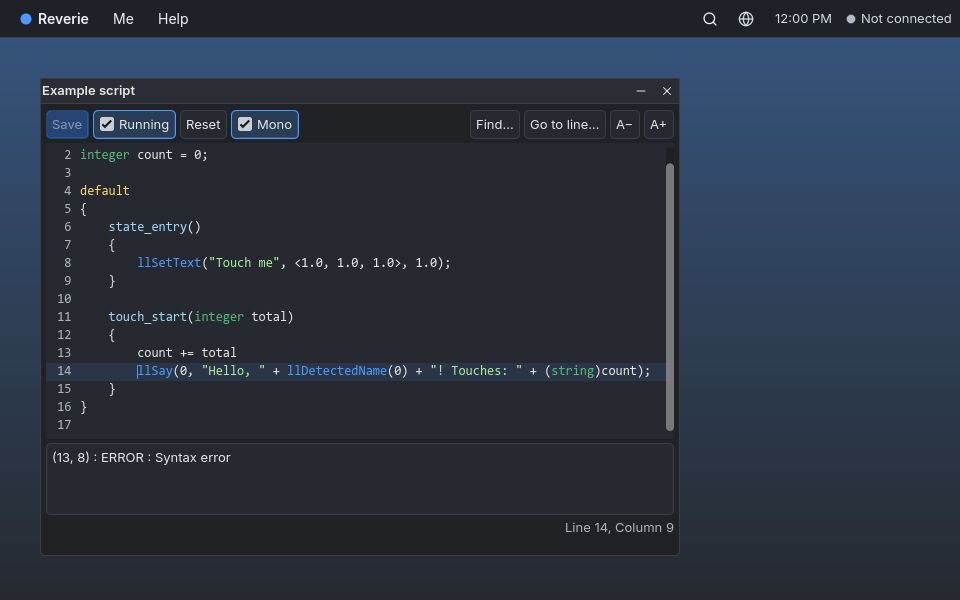 Reverie Me Help 12:00 PM Not connected
Example script
Save Running Reset Mono Find... Go to line... A− A+
2 integer count = 0;
3
4 default
5 {
6     state_entry()
7     {
8         llSetText("Touch me", <1.0, 1.0, 1.0>, 1.0);
9     }
10
11     touch_start(integer total)
12     {
13         count += total
14         llSay(0, "Hello, " + llDetectedName(0) + "! Touches: " + (string)count);
15     }
16 }
17
(13, 8) : ERROR : Syntax error
Line 14, Column 9